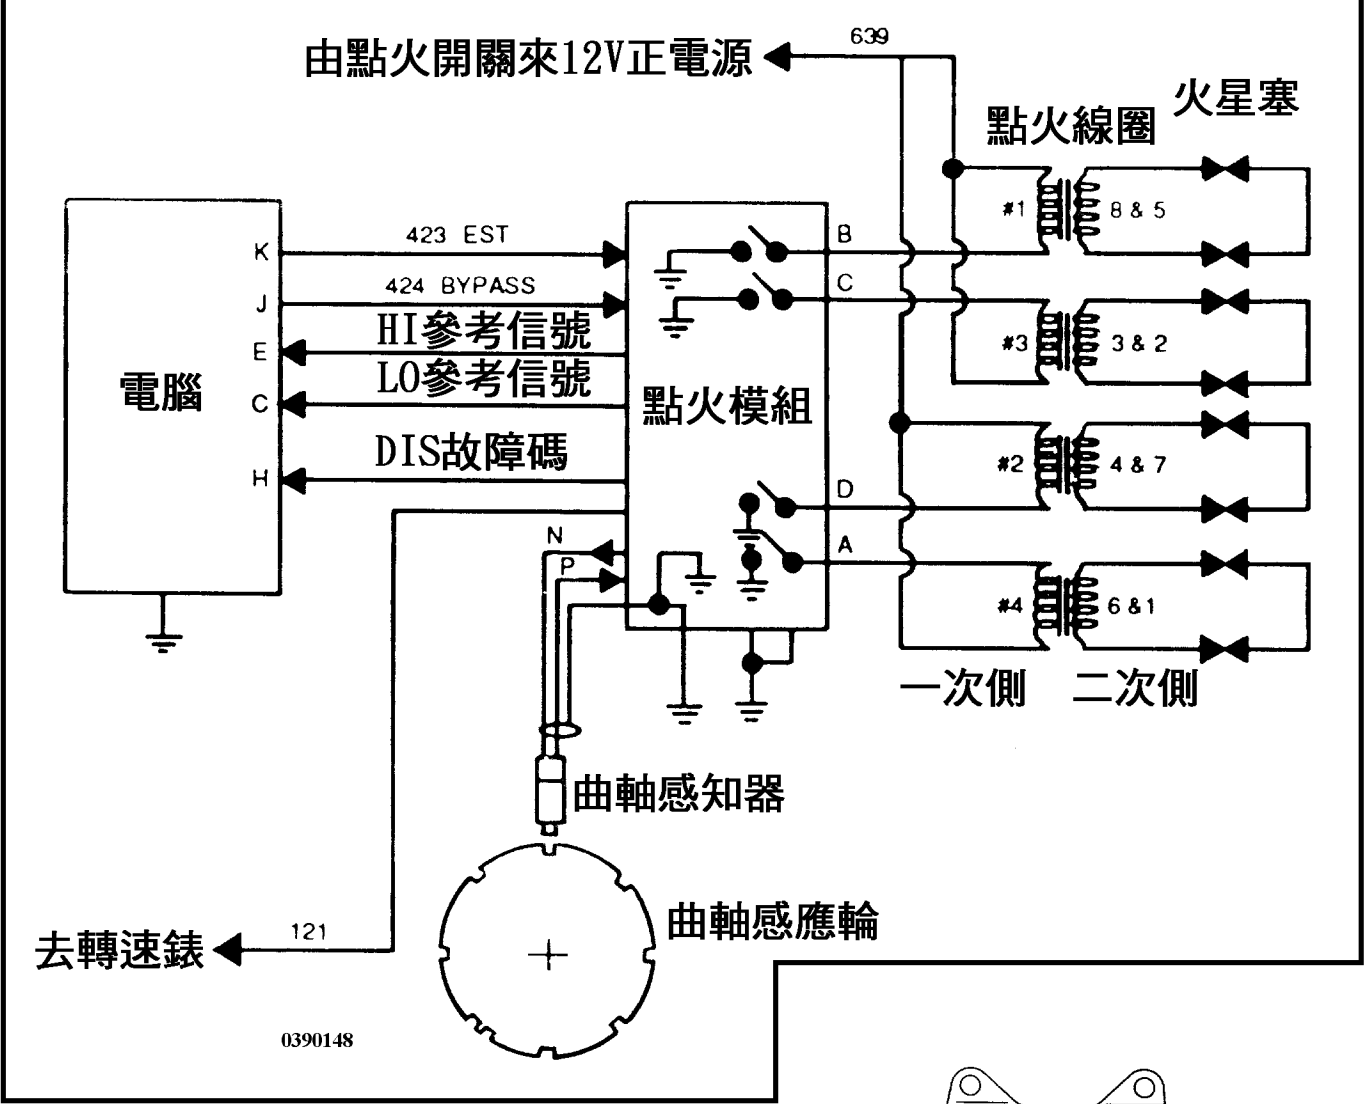 639
由點火開關來12V正電源
火星塞
點火線圈
#1
8 & 5
K
423 EST
B
J
424 BYPASS
C
HI參考信號
E
#3
3 & 2
LO參考信號
C
電腦
點火模組
DIS故障碼
H
#2
4 & 7
D
N
A
P
#4
6 & 1
一次側
二次側
曲軸感知器
曲軸感應輪
121
去轉速錶
0390148